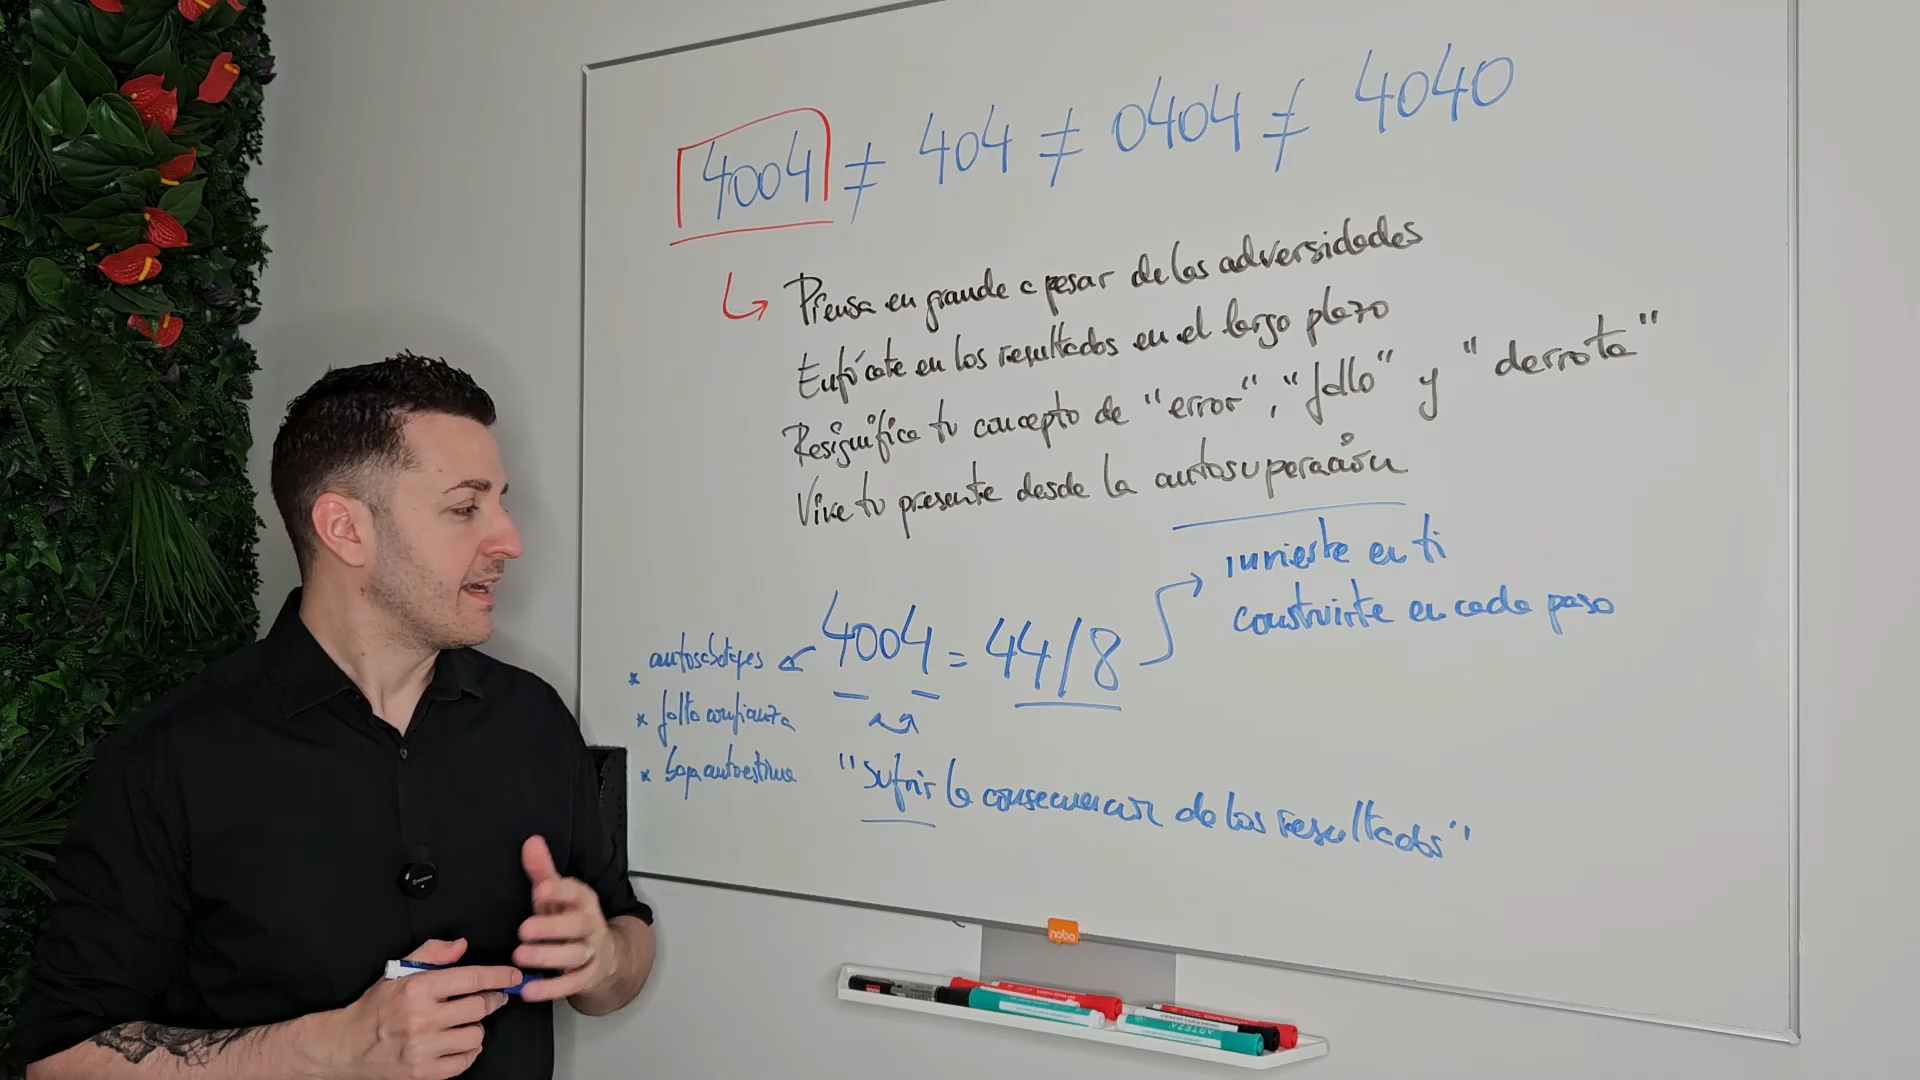 4004 ≠ 404 ≠ 0404 ≠ 4040
↳ Piensa en grande a pesar de las adversidades
Enfócate en los resultados en el largo plazo
Resignifica tu concepto de "error", "fallo" y "derrota"
Vive tu presente desde la autosuperación
invierte en ti
construirte en cada paso
4004 = 44/8
* autosabotajes
* falta confianza
* baja autoestima
"Sufrir la consecuencia de los resultados"
noba
ARTEZA